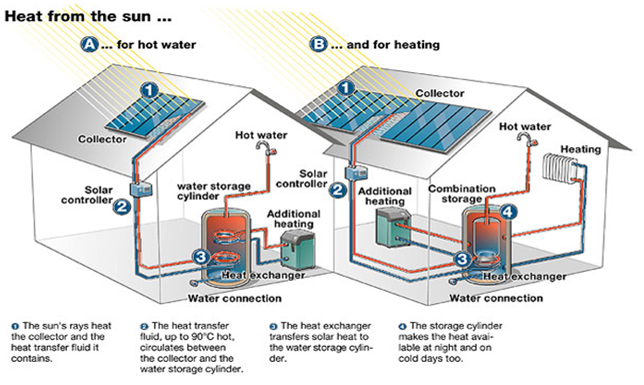 Heat from the sun ...
A ... for hot water
B ... and for heating
1
Collector
Hot water
Solar
controller
2
water storage
cylinder
Additional
heating
3
Heat exchanger
Water connection
1
Collector
Hot water
Heating
Solar
controller
2
Additional
heating
Combination
storage
4
3
Heat exchanger
Water connection
1 The sun's rays heat
the collector and the
heat transfer fluid it
contains.
2 The heat transfer
fluid, up to 90°C hot,
circulates between
the collector and the
water storage cylinder.
3 The heat exchanger
transfers solar heat to
the water storage cylin-
der.
4 The storage cylinder
makes the heat avai-
lable at night and on
cold days too.